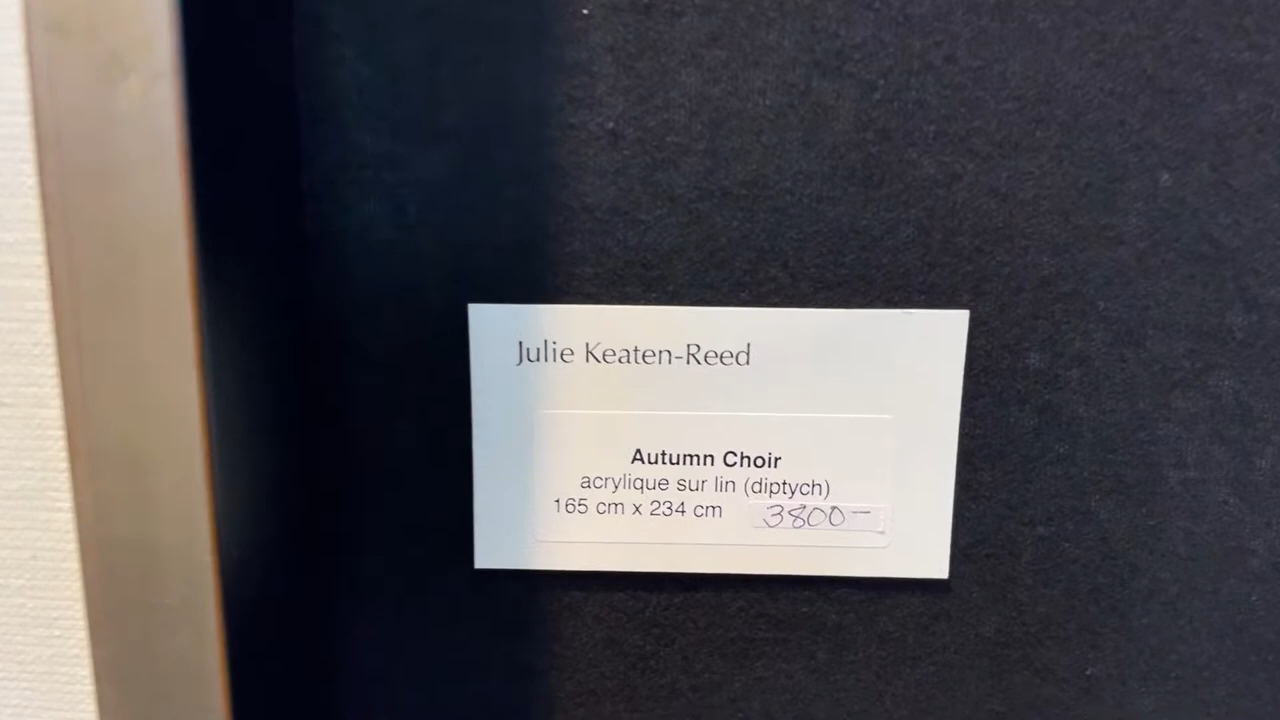 Julie Keaten-Reed
Autumn Choir
acrylique sur lin (diptych)
165 cm x 234 cm 3800-